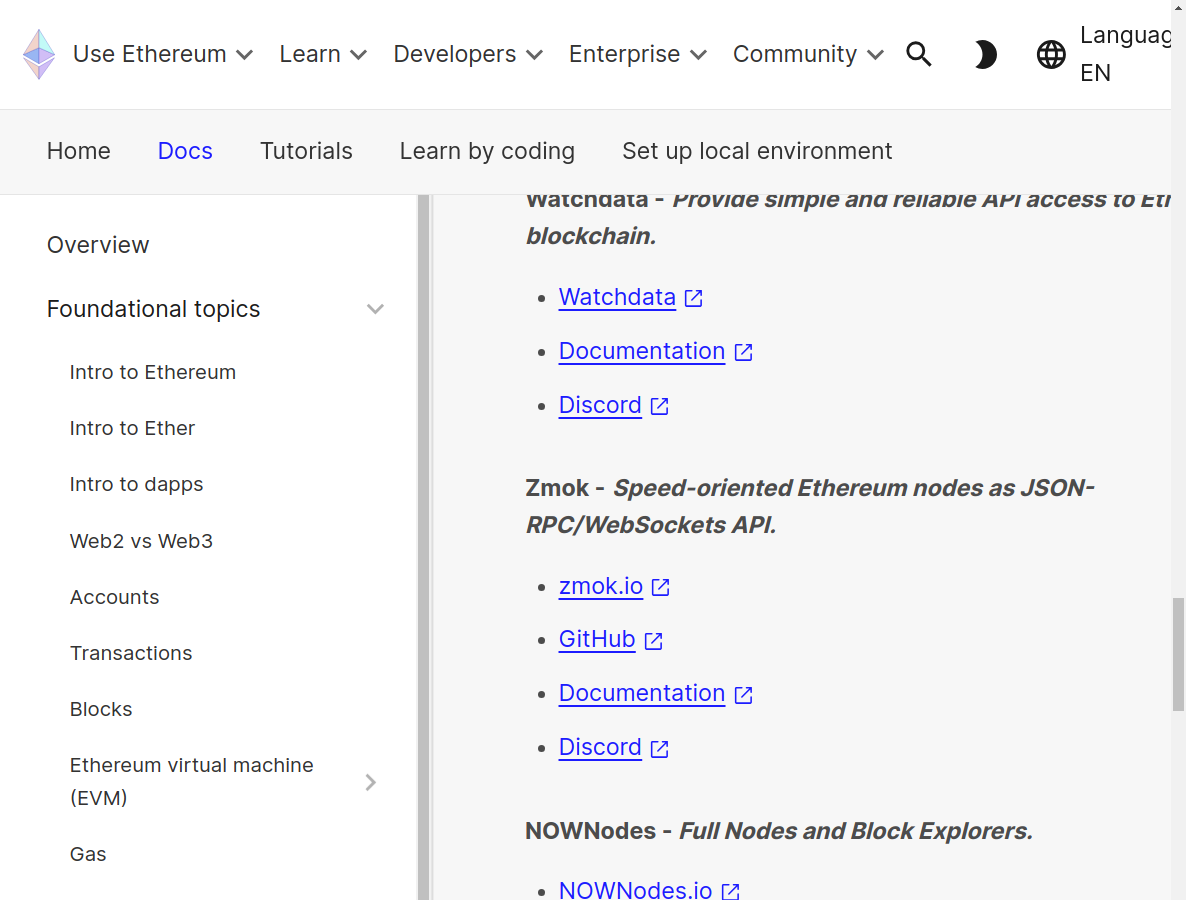 Use Ethereum Learn Developers Enterprise Community
Languag
EN
Home Docs Tutorials Learn by coding Set up local environment
Overview
Foundational topics
Intro to Ethereum
Intro to Ether
Intro to dapps
Web2 vs Web3
Accounts
Transactions
Blocks
Ethereum virtual machine
(EVM)
Gas
Watchdata - Provide simple and reliable API access to Eth
blockchain.
• Watchdata
• Documentation
• Discord
Zmok - Speed-oriented Ethereum nodes as JSON-
RPC/WebSockets API.
• zmok.io
• GitHub
• Documentation
• Discord
NOWNodes - Full Nodes and Block Explorers.
• NOWNodes.io